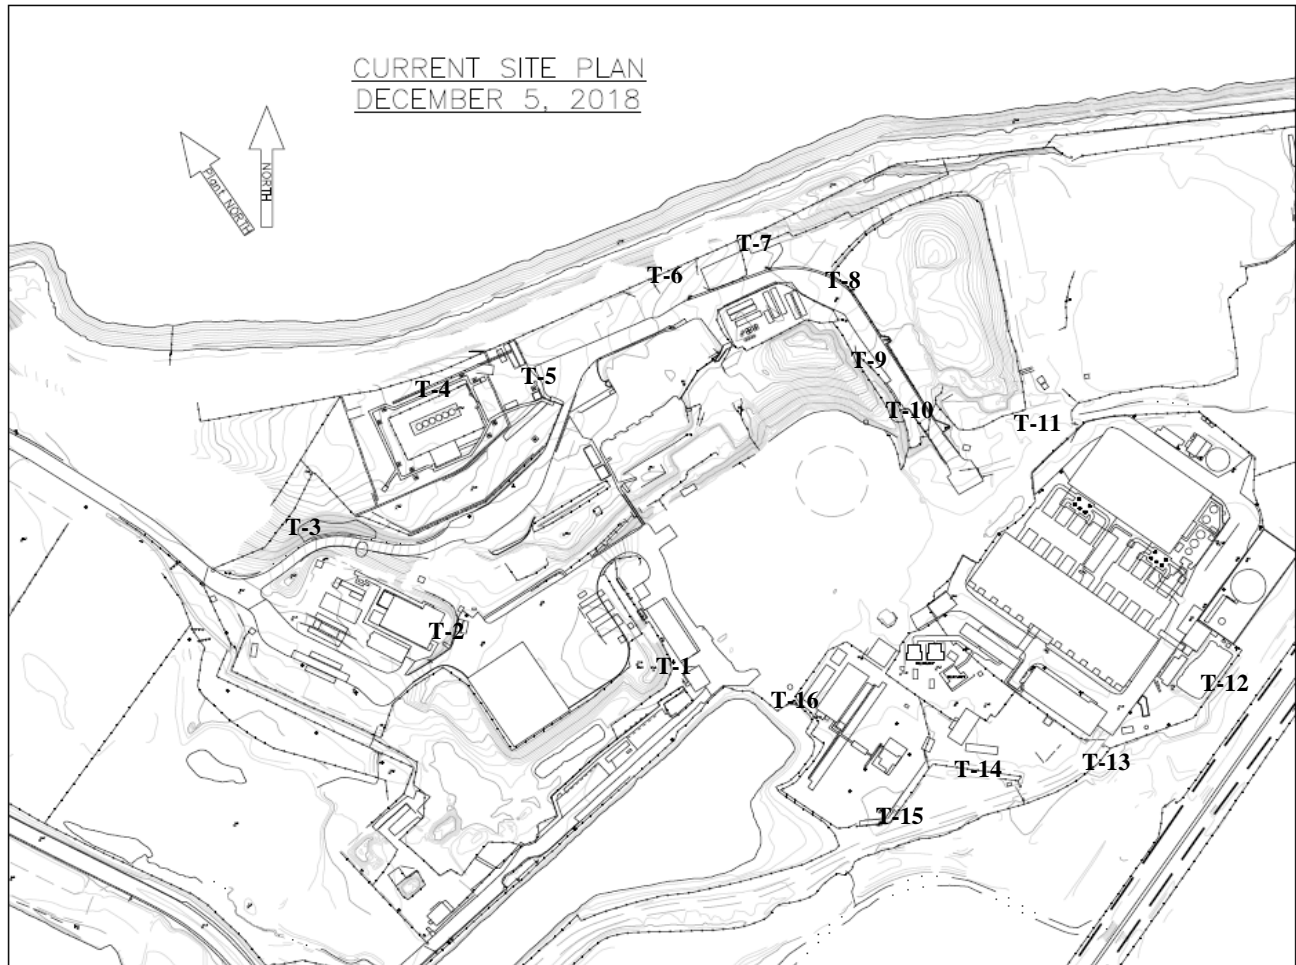 CURRENT SITE PLAN
DECEMBER 5, 2018
NORTH
Plant NORTH
T-7
T-6
T-8
T-9
T-5
T-4
T-10
T-11
T-3
T-2
T-1
T-12
T-16
T-13
T-14
T-15